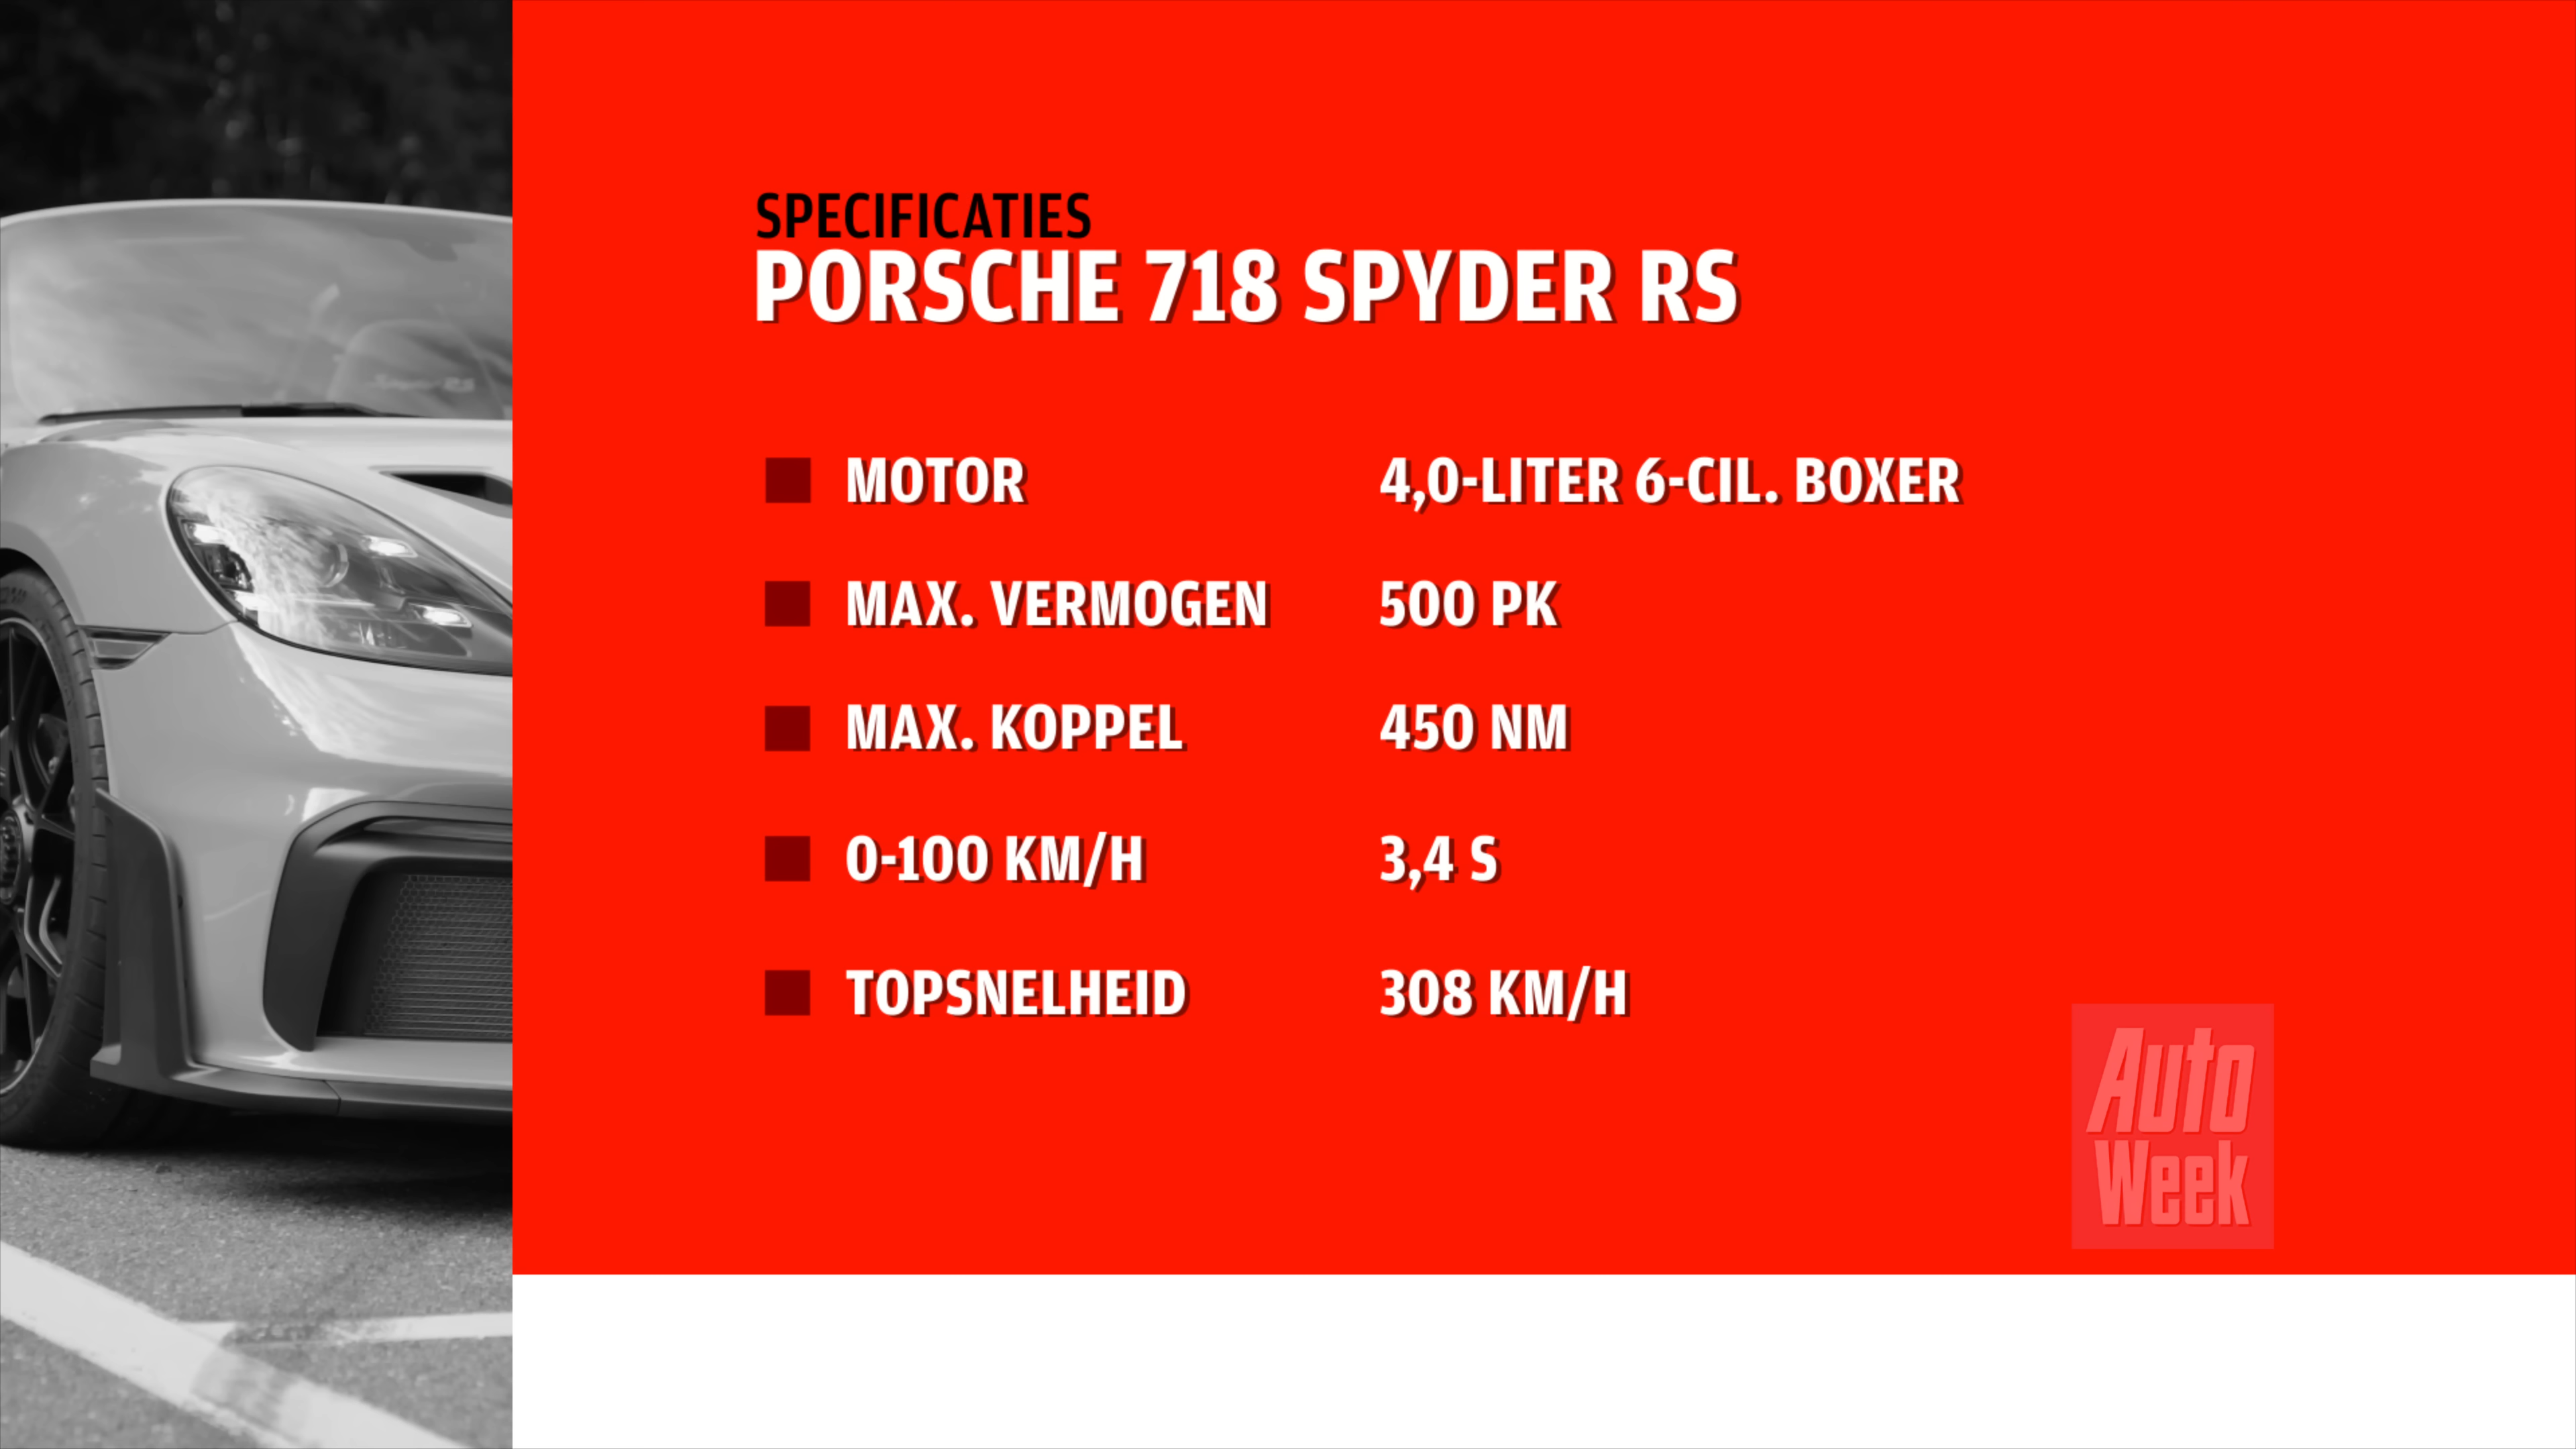 SPECIFICATIES
PORSCHE 718 SPYDER RS
MOTOR 4,0-LITER 6-CIL. BOXER
MAX. VERMOGEN 500 PK
MAX. KOPPEL 450 NM
0-100 KM/H 3,4 S
TOPSNELHEID 308 KM/H
Auto
Week